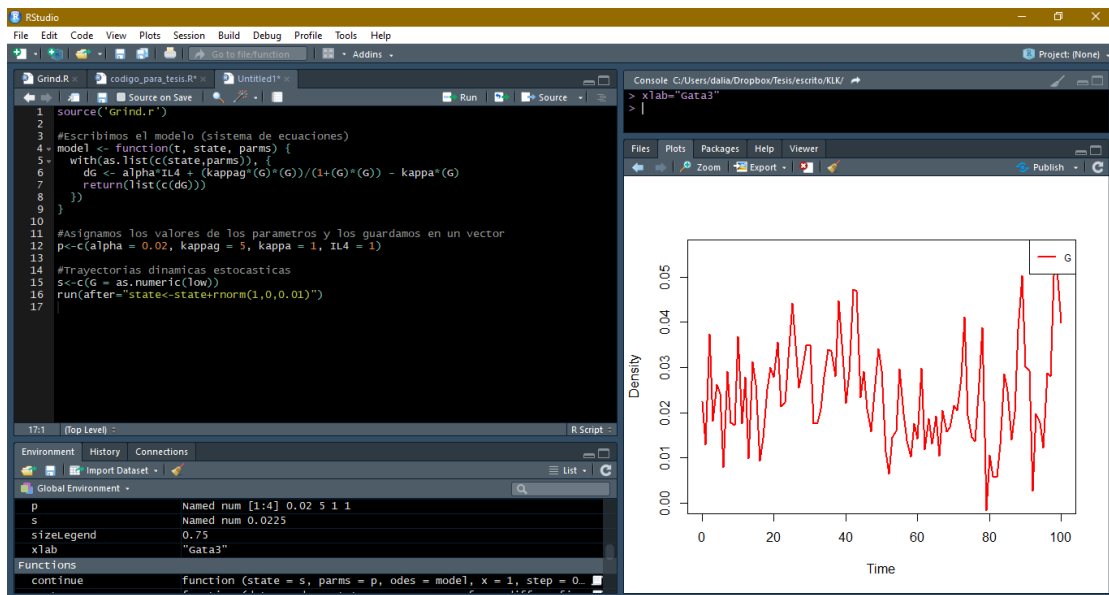 RStudio
File Edit Code View Plots Session Build Debug Profile Tools Help
Go to file/function Addins Project: (None)
Grind.R codigo_para_tesis.R* Untitled1*
Source on Save Run Source
1 source('Grind.r')
2
3 #Escribimos el modelo (sistema de ecuaciones)
4 model <- function(t, state, parms) {
5 with(as.list(c(state,parms)), {
6 dG <- alpha*IL4 + (kappag*(G)*(G))/(1+(G)*(G)) - kappa*(G)
7 return(list(c(dG)))
8 })
9 }
10
11 #Asignamos los valores de los parametros y los guardamos en un vector
12 p<-c(alpha = 0.02, kappag = 5, kappa = 1, IL4 = 1)
13
14 #Trayectorias dinamicas estocasticas
15 s<-c(G = as.numeric(low))
16 run(after="state<-state+rnorm(1,0,0.01)")
17
17:1 (Top Level) R Script
Environment History Connections
Import Dataset List
Global Environment
p Named num [1:4] 0.02 5 1 1
s Named num 0.0225
sizeLegend 0.75
xlab "Gata3"
Functions
continue function (state = s, parms = p, odes = model, x = 1, step = 0…
Console C:/Users/dalia/Dropbox/Tesis/escrito/KLK/
> xlab="Gata3"
>
Files Plots Packages Help Viewer
Zoom Export Publish
G
Density
0.05
0.04
0.03
0.02
0.01
0.00
0 20 40 60 80 100
Time